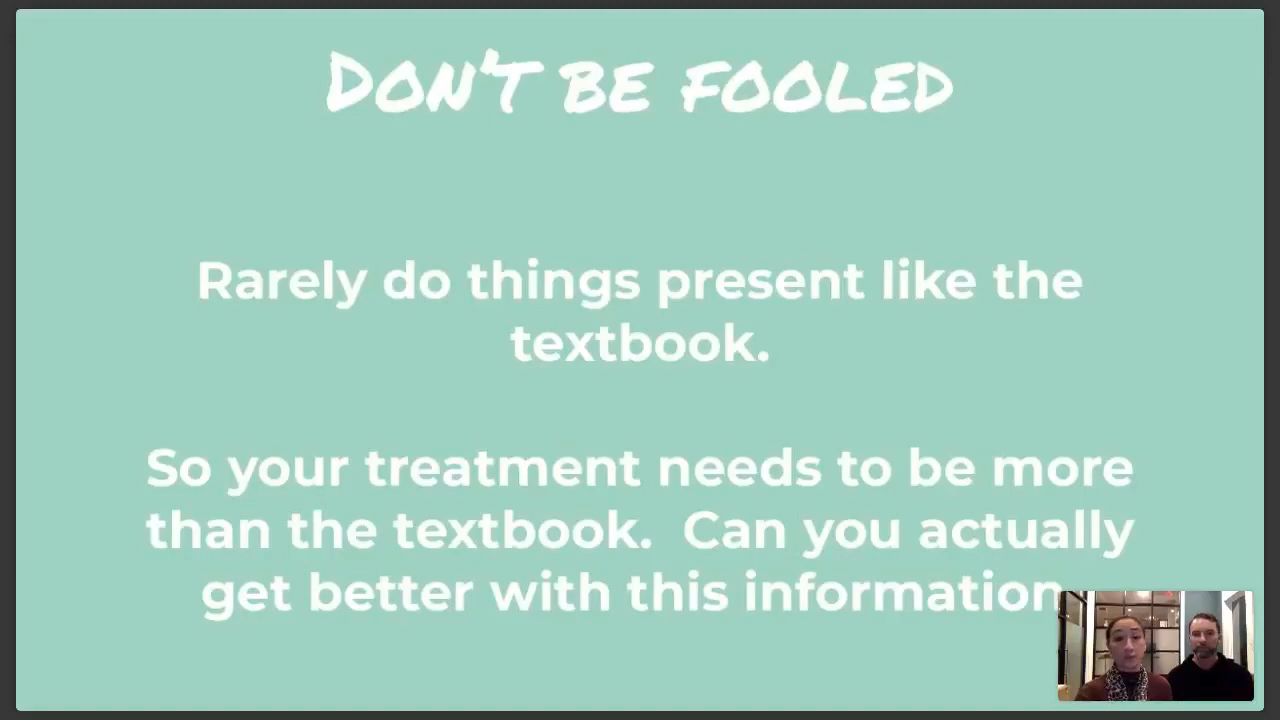 DON'T BE FOOLED
Rarely do things present like the
textbook.
So your treatment needs to be more
than the textbook.  Can you actually
get better with this information